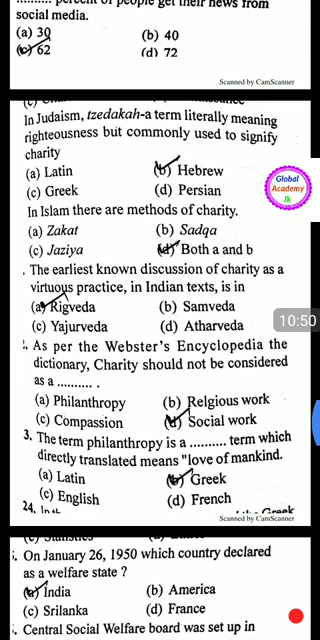 .......... percent of people get their news from
social media.
(a) 30 (b) 40
(c) 62 (d) 72
Scanned by CamScanner
In Judaism, tzedakah-a term literally meaning
righteousness but commonly used to signify
charity
(a) Latin (b) Hebrew
(c) Greek (d) Persian
Global
Academy
Jk
In Islam there are methods of charity.
(a) Zakat (b) Sadqa
(c) Jaziya (d) Both a and b
. The earliest known discussion of charity as a
virtuous practice, in Indian texts, is in
(a) Rigveda (b) Samveda
10:50
(c) Yajurveda (d) Atharveda
. As per the Webster's Encyclopedia the
dictionary, Charity should not be considered
as a .......... .
(a) Philanthropy (b) Relgious work
(c) Compassion (d) Social work
3. The term philanthropy is a .......... term which
directly translated means "love of mankind.
(a) Latin (b) Greek
(c) English (d) French
24. Greek
Scanned by CamScanner
. On January 26, 1950 which country declared
as a welfare state ?
(a) India (b) America
(c) Srilanka (d) France
. Central Social Welfare board was set up in